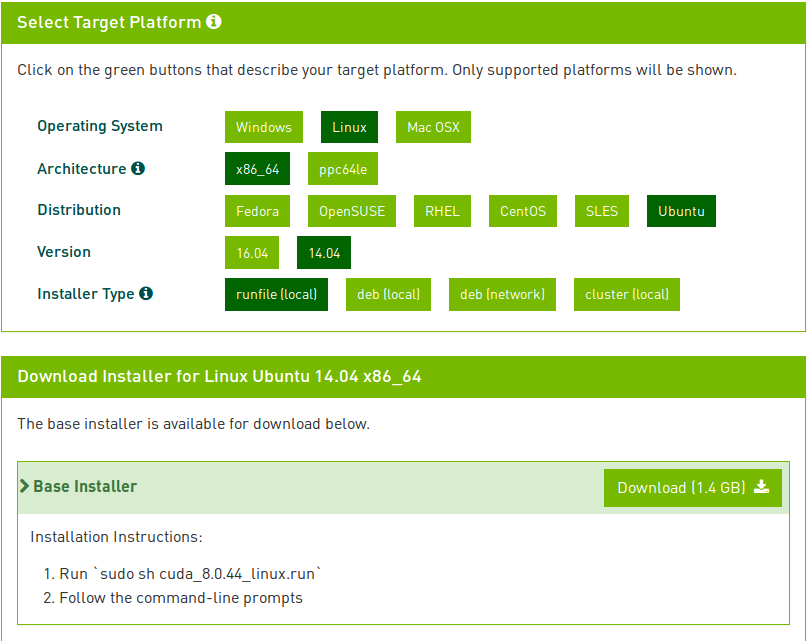 Select Target Platform
Click on the green buttons that describe your target platform. Only supported platforms will be shown.
Operating System Windows Linux Mac OSX
Architecture x86_64 ppc64le
Distribution Fedora OpenSUSE RHEL CentOS SLES Ubuntu
Version 16.04 14.04
Installer Type runfile (local) deb (local) deb (network) cluster (local)
Download Installer for Linux Ubuntu 14.04 x86_64
The base installer is available for download below.
Base Installer Download (1.4 GB)
Installation Instructions:
1. Run `sudo sh cuda_8.0.44_linux.run`
2. Follow the command-line prompts